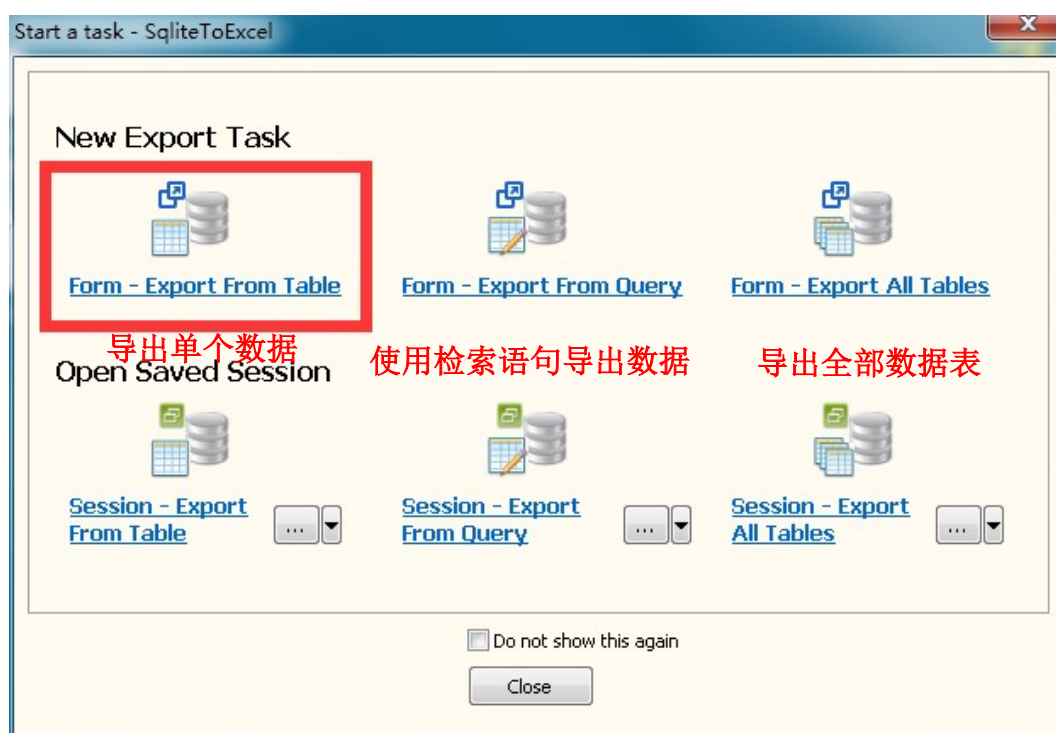 Start a task - SqliteToExcel
New Export Task
Form - Export From Table
Form - Export From Query
Form - Export All Tables
导出单个数据
使用检索语句导出数据
导出全部数据表
Open Saved Session
Session - Export
From Table
...
Session - Export
From Query
...
Session - Export
All Tables
...
Do not show this again
Close